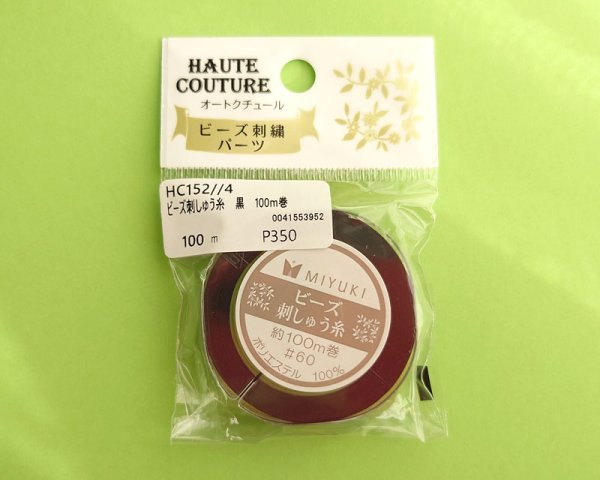 HAUTE
COUTURE
オートクチュール
ビーズ刺繍
パーツ
HC152//4
ビーズ刺しゅう糸 黒 100m巻
0041553952
100 m P350
MIYUKI
ビーズ
刺しゅう糸
約100m巻
#60
ポリエステル 100%